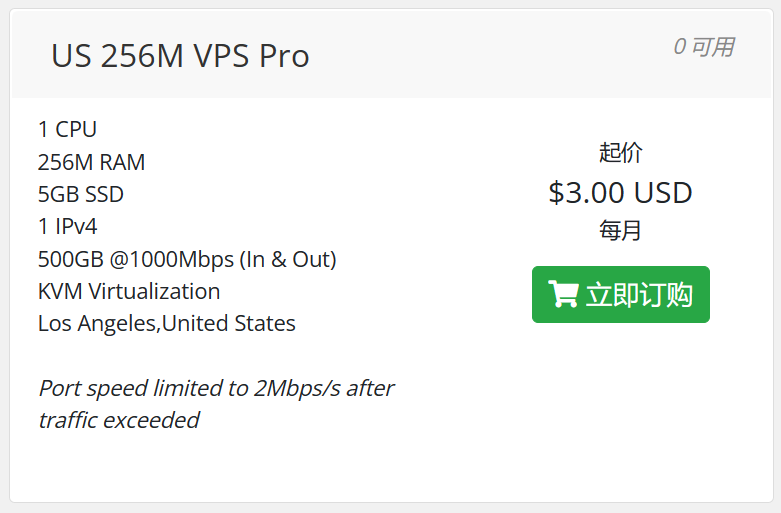 US 256M VPS Pro
0 可用
1 CPU
256M RAM
5GB SSD
1 IPv4
500GB @1000Mbps (In & Out)
KVM Virtualization
Los Angeles,United States
Port speed limited to 2Mbps/s after
traffic exceeded
起价
$3.00 USD
每月
立即订购